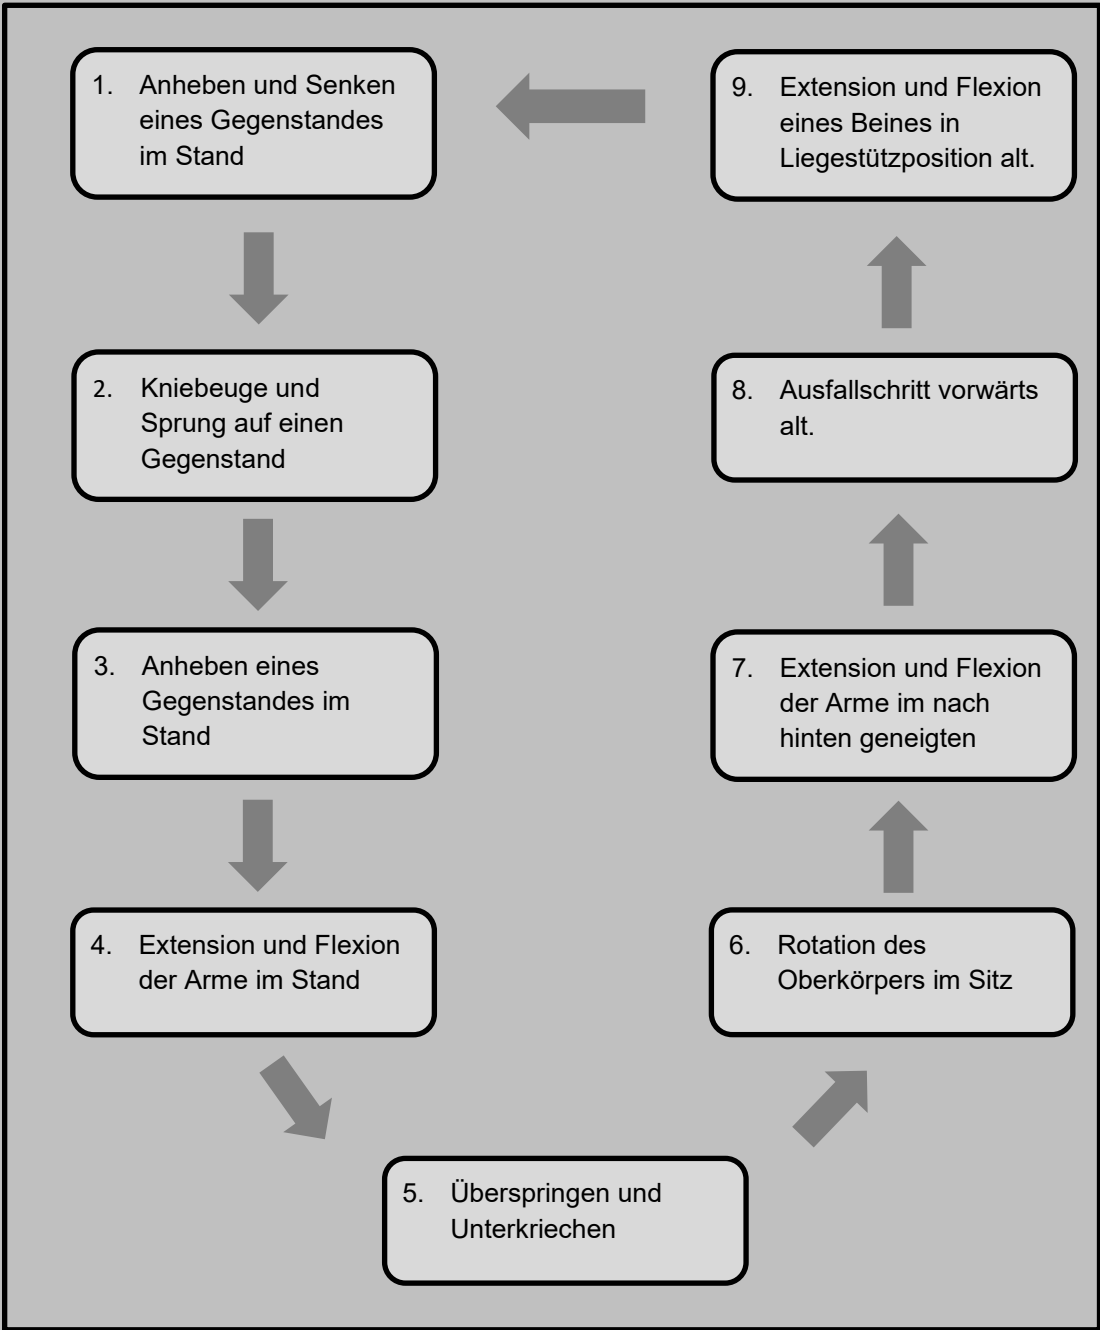 1. Anheben und Senken
eines Gegenstandes
im Stand
2. Kniebeuge und
Sprung auf einen
Gegenstand
3. Anheben eines
Gegenstandes im
Stand
4. Extension und Flexion
der Arme im Stand
5. Überspringen und
Unterkriechen
6. Rotation des
Oberkörpers im Sitz
7. Extension und Flexion
der Arme im nach
hinten geneigten
8. Ausfallschritt vorwärts
alt.
9. Extension und Flexion
eines Beines in
Liegestützposition alt.